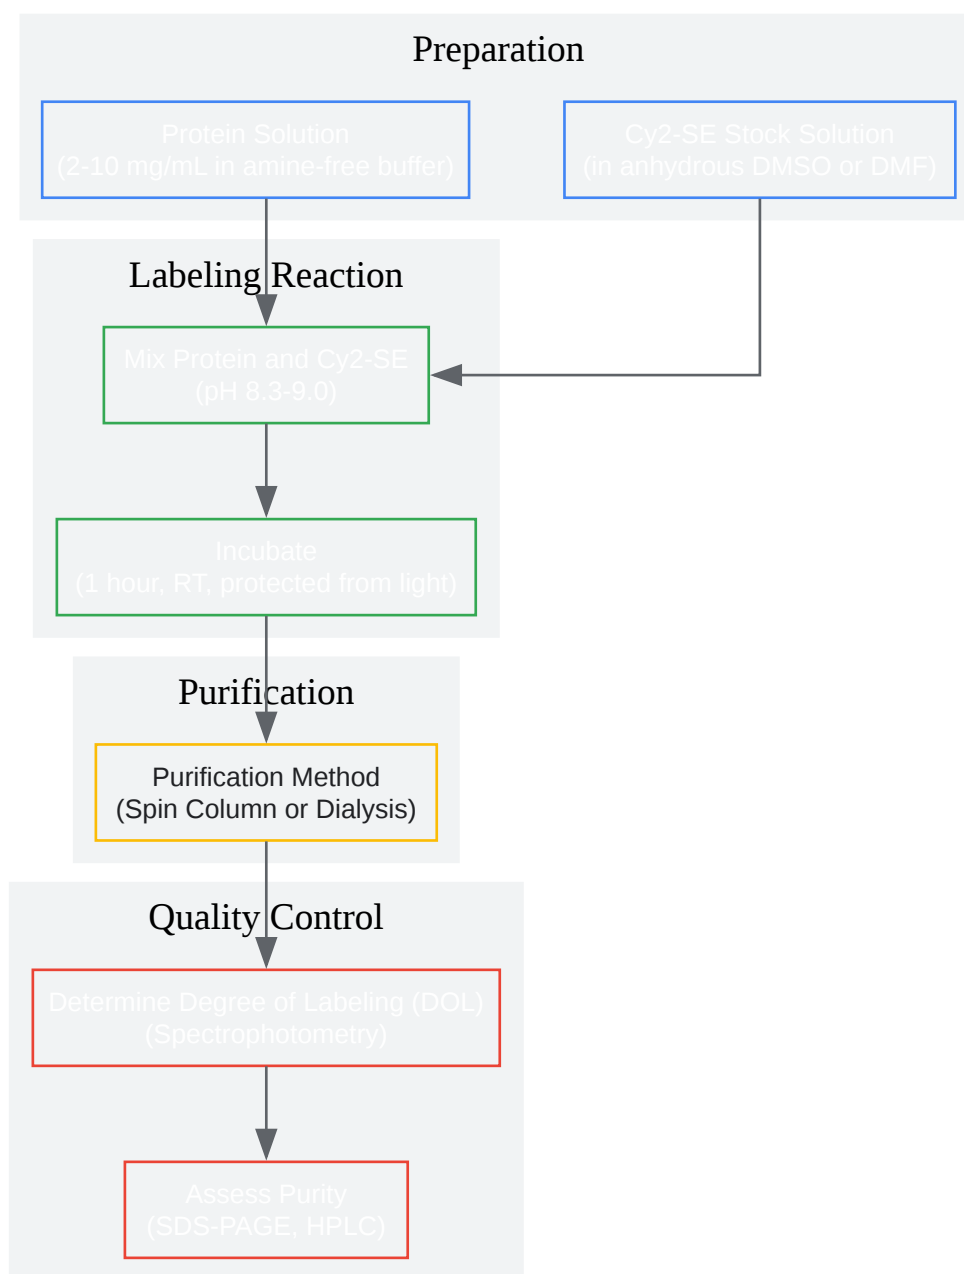 Preparation
Protein Solution
(2-10 mg/mL in amine-free buffer)
Cy2-SE Stock Solution
(in anhydrous DMSO or DMF)
Labeling Reaction
Mix Protein and Cy2-SE
(pH 8.3-9.0)
Incubate
(1 hour, RT, protected from light)
Purification
Purification Method
(Spin Column or Dialysis)
Quality Control
Determine Degree of Labeling (DOL)
(Spectrophotometry)
Assess Purity
(SDS-PAGE, HPLC)